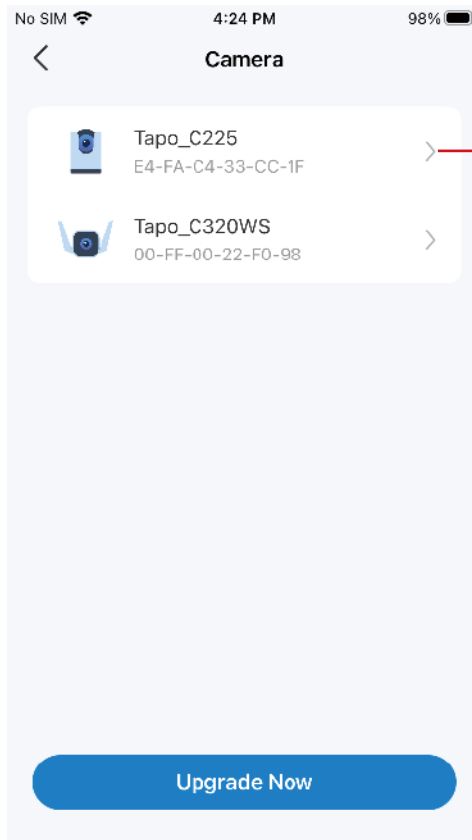 No SIM 4:24 PM 98%
Camera
Tapo_C225
E4-FA-C4-33-CC-1F
Tapo_C320WS
00-FF-00-22-F0-98
Upgrade Now